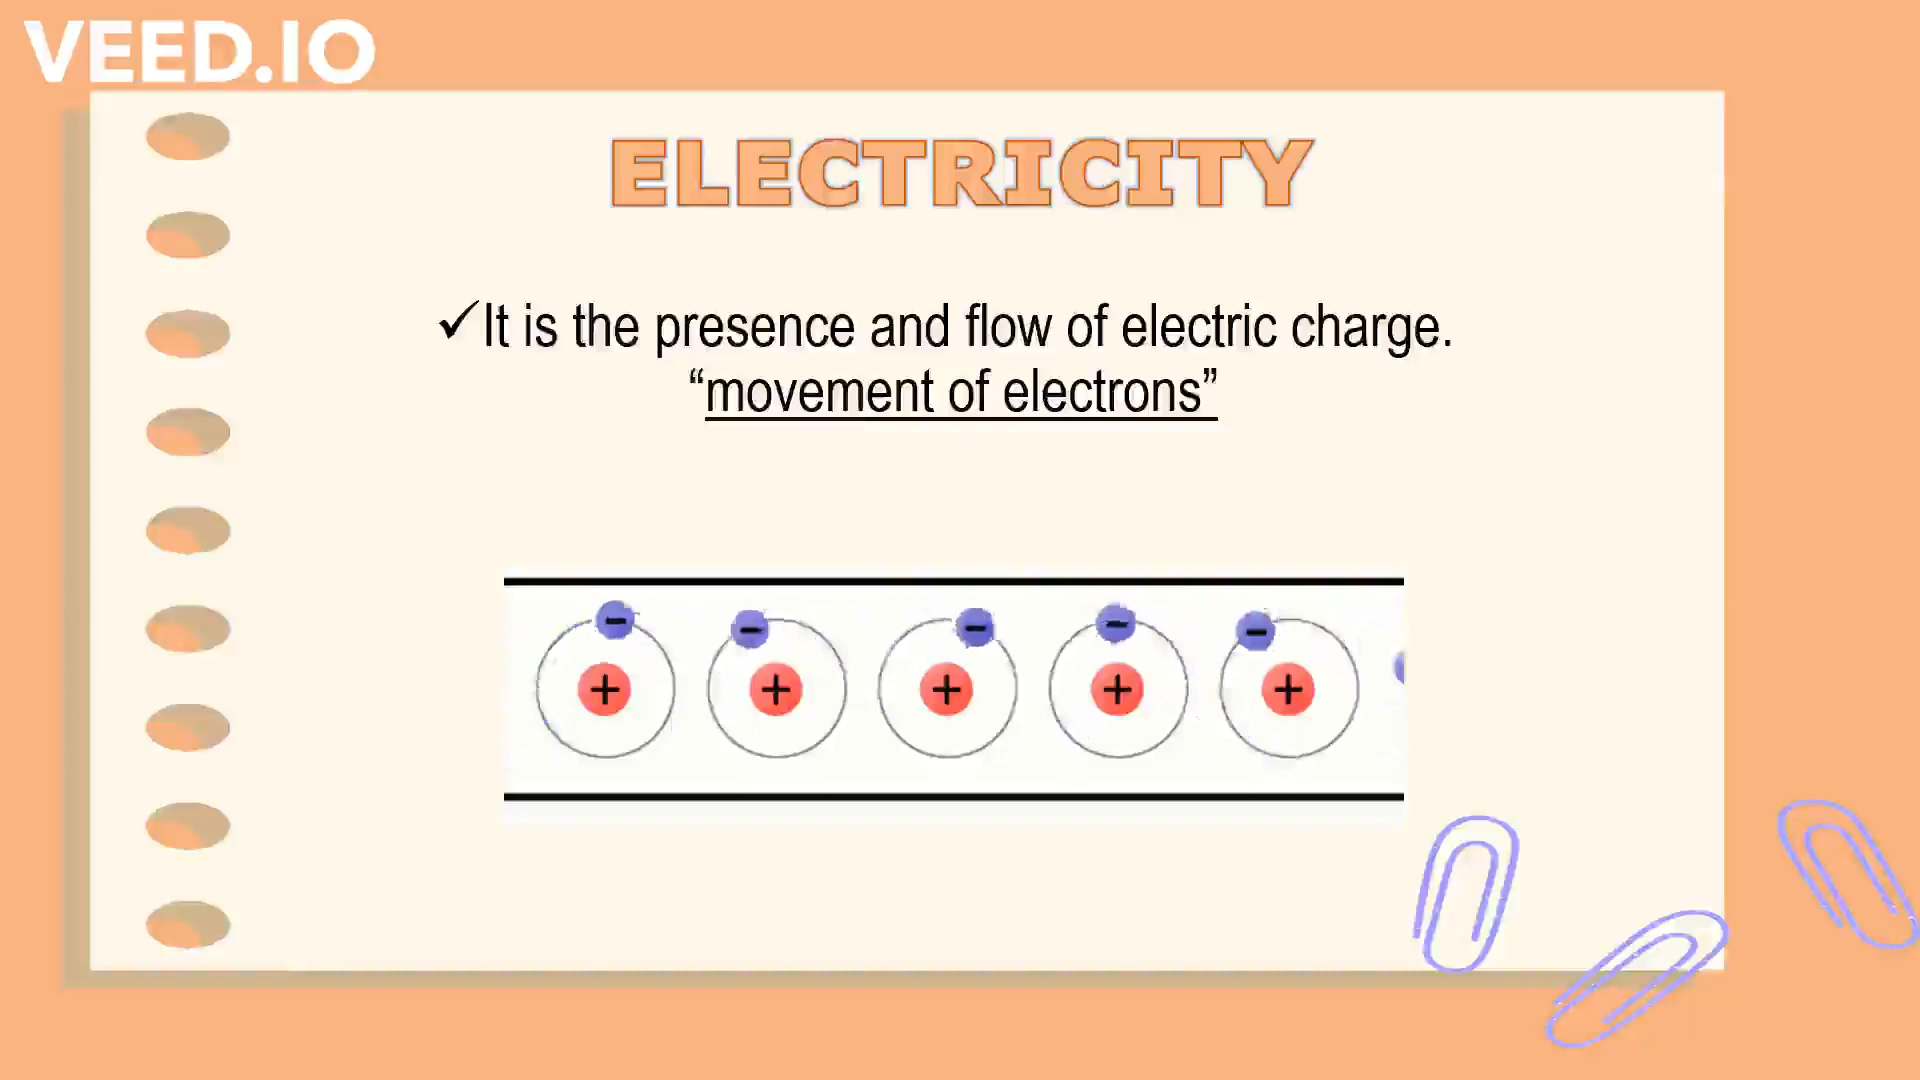 VEED.IO
ELECTRICITY
✓It is the presence and flow of electric charge.
“movement of electrons”
- - - - -
+ + + + +